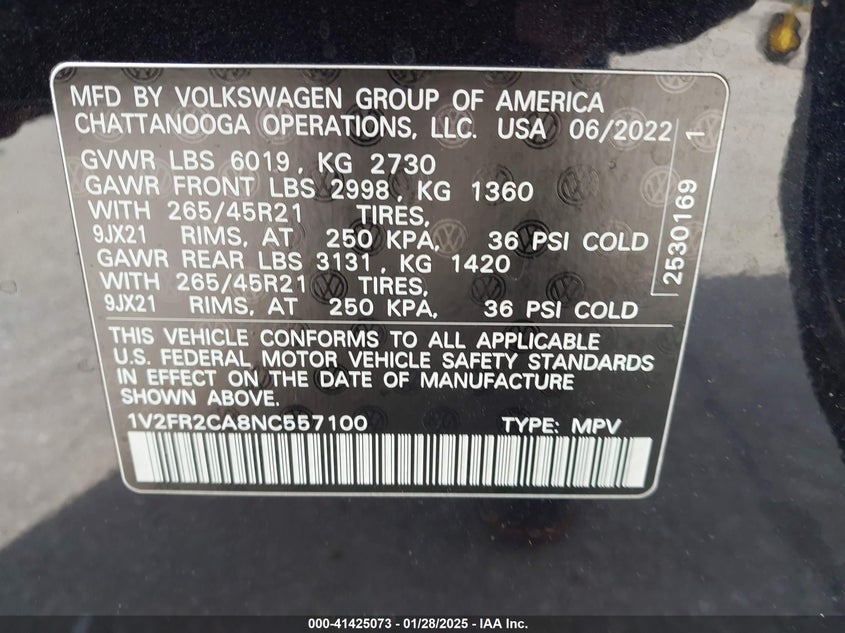 MFD BY VOLKSWAGEN GROUP OF AMERICA
CHATTANOOGA OPERATIONS, LLC. USA 06/2022 1
GVWR LBS 6019, KG 2730
GAWR FRONT LBS 2998, KG 1360
WITH 265/45R21 TIRES,
9JX21 RIMS, AT 250 KPA, 36 PSI COLD
GAWR REAR LBS 3131, KG 1420
WITH 265/45R21 TIRES,
9JX21 RIMS, AT 250 KPA, 36 PSI COLD
2530169
THIS VEHICLE CONFORMS TO ALL APPLICABLE
U.S. FEDERAL MOTOR VEHICLE SAFETY STANDARDS
IN EFFECT ON THE DATE OF MANUFACTURE
SHOWN ABOVE.
1V2FR2CA8NC557100 TYPE: MPV
000-41425073 - 01/28/2025 - IAA Inc.